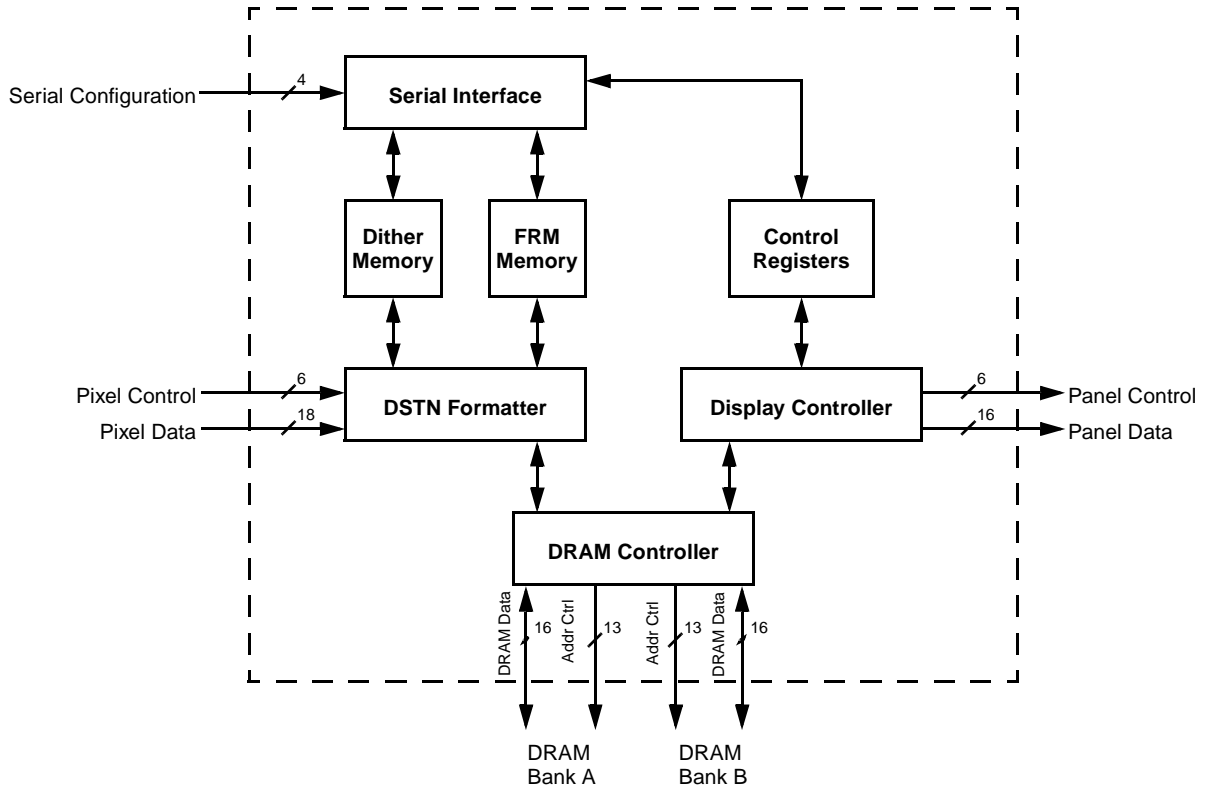 4
Serial Configuration
Serial Interface
Dither
Memory
FRM
Memory
Control
Registers
6
Pixel Control
18
Pixel Data
DSTN Formatter
Display Controller
6
Panel Control
16
Panel Data
DRAM Controller
DRAM Data
16
Addr Ctrl
13
Addr Ctrl
13
DRAM Data
16
DRAM
Bank A
DRAM
Bank B